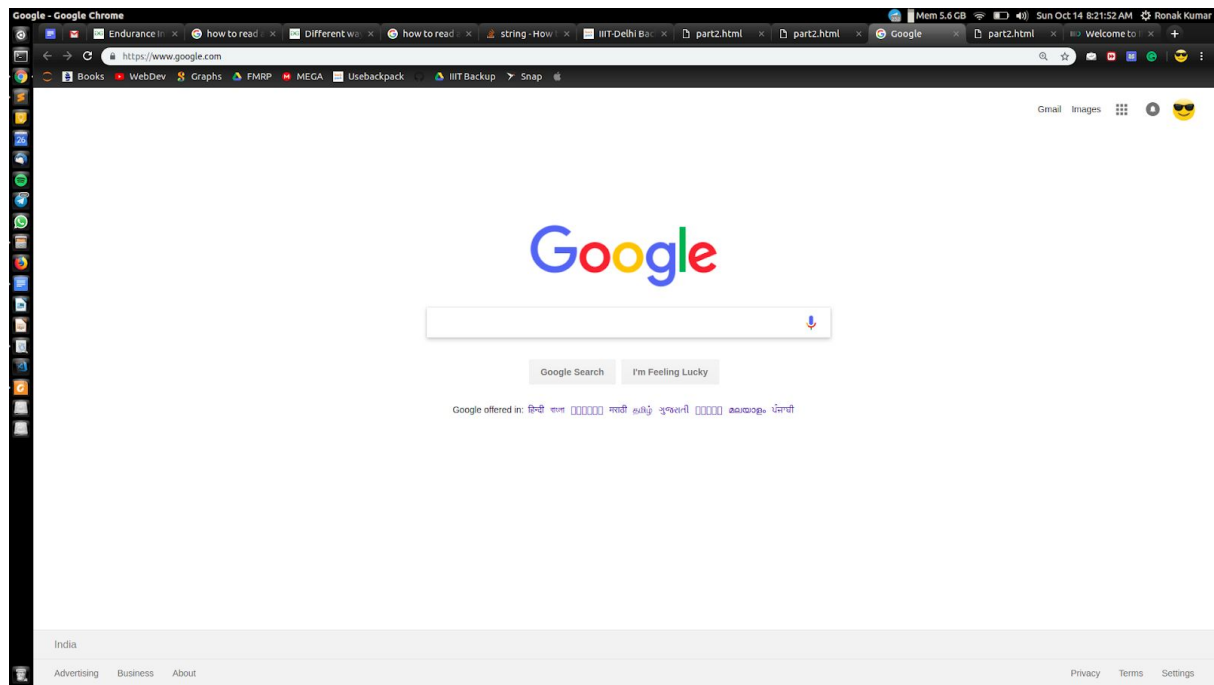 Google - Google Chrome Mem 5.6 GB Sun Oct 14 8:21:52 AM Ronak Kumar
Endurance In how to read Different way how to read a string - How IIIT-Delhi Bac part2.html part2.html Google part2.html Welcome to
https://www.google.com
Books WebDev Graphs FMRP MEGA Usebackpack IIIT Backup Snap
Gmail Images
Google
Google Search I'm Feeling Lucky
Google offered in: हिन्दी বাংলা मराठी தமிழ் ગુજરાતી മലയാളം ਪੰਜਾਬੀ
India
Advertising Business About Privacy Terms Settings